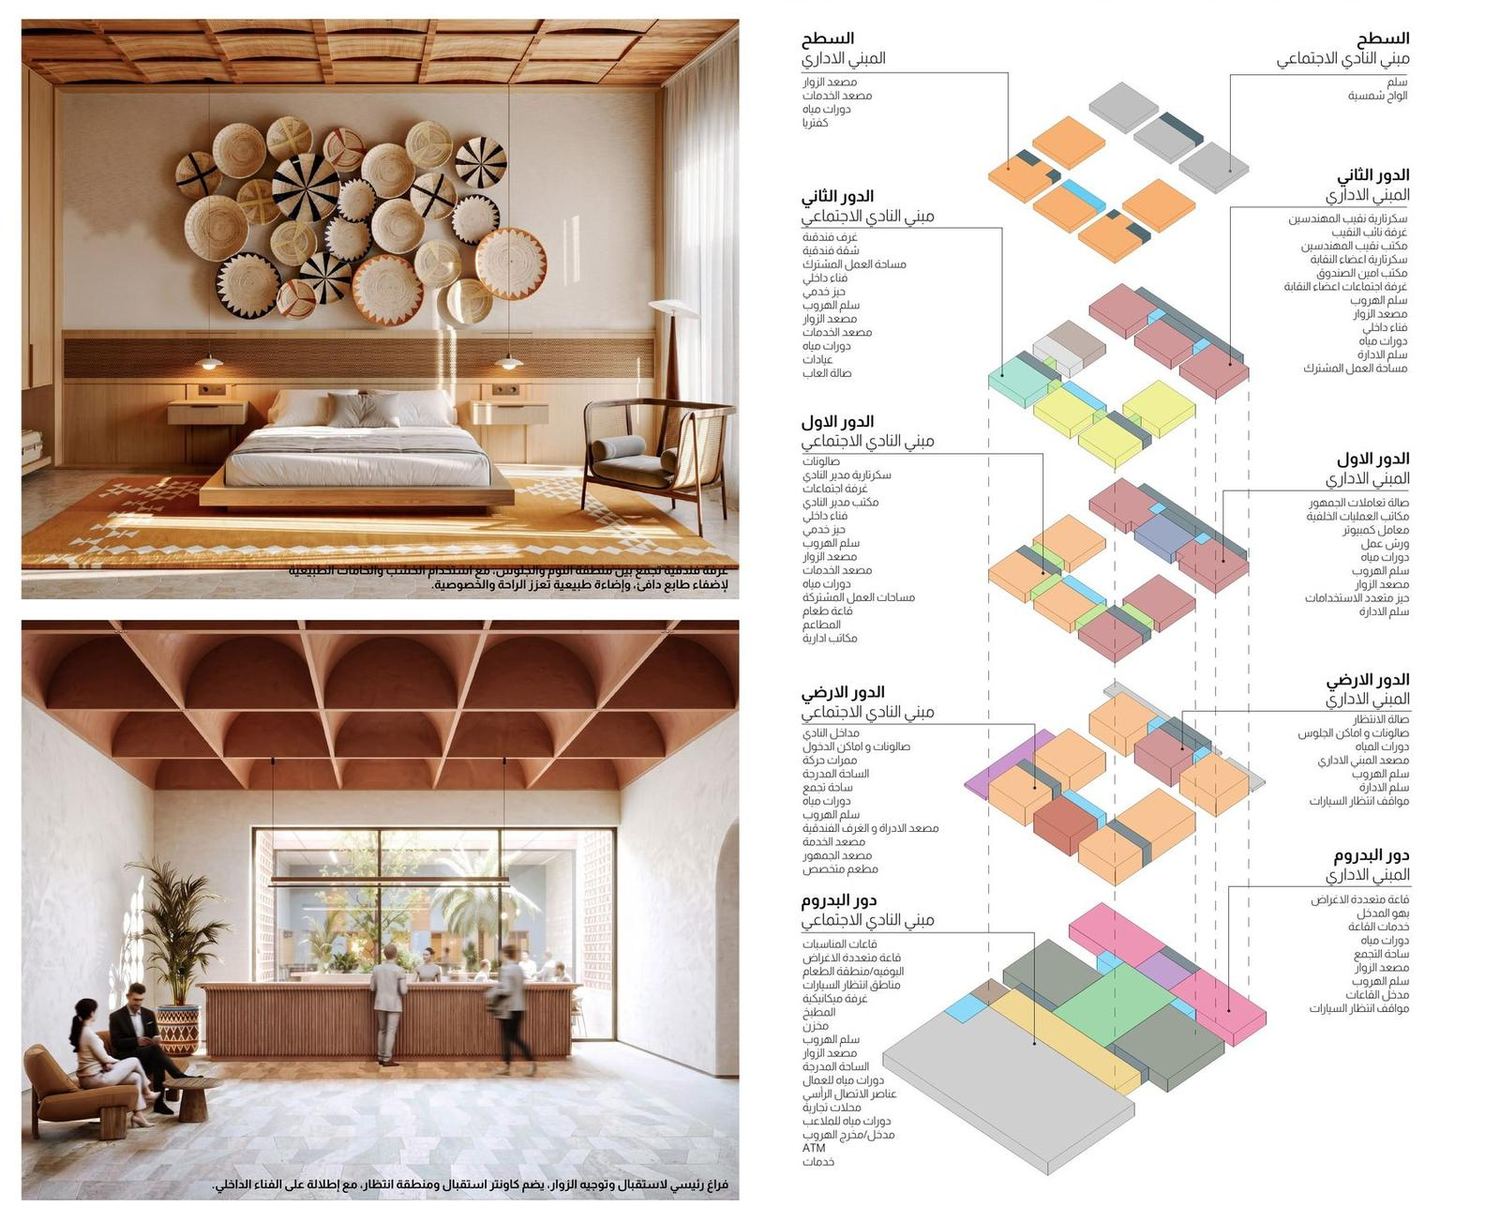 غرفة فندقية تجمع بين منطقة النوم والجلوس، مع استخدام الخشب والخامات الطبيعية
لإضفاء طابع دافئ، وإضاءة طبيعية تعزز الراحة والخصوصية.
فراغ رئيسي لاستقبال وتوجيه الزوار، يضم كاونتر استقبال ومنطقة انتظار، مع إطلالة على الفناء الداخلي.
السطح
مبني النادي الاجتماعي
سلم
الواح شمسية
الدور الثاني
المبني الاداري
سكرتارية نقيب المهندسين
غرفة نائب النقيب
مكتب نقيب المهندسين
سكرتارية اعضاء النقابة
مكتب امين الصندوق
غرفة اجتماعات اعضاء النقابة
سلم الهروب
مصعد الزوار
فناء داخلي
دورات مياه
سلم الادارة
مساحة العمل المشترك
الدور الاول
المبني الاداري
صالة تعاملات الجمهور
مكاتب العمليات الخلفية
معامل كمبيوتر
ورش عمل
دورات مياه
سلم الهروب
مصعد الزوار
حيز متعدد الاستخدامات
سلم الادارة
الدور الارضي
المبني الاداري
صالة الانتظار
صالونات و اماكن الجلوس
دورات المياه
مصعد المبني الاداري
سلم الهروب
سلم الادارة
مواقف انتظار السيارات
دور البدروم
المبني الاداري
قاعة متعددة الاغراض
بهو المدخل
خدمات القاعة
دورات مياه
ساحة التجمع
مصعد الزوار
سلم الهروب
مدخل القاعات
مواقف انتظار السيارات
السطح
المبني الاداري
مصعد الزوار
مصعد الخدمات
دورات مياه
كفتريا
الدور الثاني
مبني النادي الاجتماعي
غرف فندقية
شقة فندقية
مساحة العمل المشترك
فناء داخلي
حيز خدمي
سلم الهروب
مصعد الزوار
مصعد الخدمات
دورات مياه
عيادات
صالة العاب
الدور الاول
مبني النادي الاجتماعي
صالونات
سكرتارية مدير النادي
غرفة اجتماعات
مكتب مدير النادي
فناء داخلي
حيز خدمي
سلم الهروب
مصعد الزوار
مصعد الخدمات
دورات مياه
مساحات العمل المشتركة
قاعة طعام
المطاعم
مكاتب ادارية
الدور الارضي
مبني النادي الاجتماعي
مداخل النادي
صالونات و اماكن الدخول
ممرات حركة
الساحة المدرجة
ساحة تجمع
دورات مياه
سلم الهروب
مصعد الادراة و الغرف الفندقية
مصعد الخدمة
مصعد الجمهور
مطعم متخصص
دور البدروم
مبني النادي الاجتماعي
قاعات المناسبات
قاعة متعددة الاغراض
البوفيه/منطقة الطعام
مناطق انتظار السيارات
غرفة ميكانيكية
المطبخ
مخزن
سلم الهروب
مصعد الزوار
الساحة المدرجة
دورات مياه للعمال
عناصر الاتصال الرأسي
محلات تجارية
دورات مياه للملاعب
مدخل/مخرج الهروب
ATM
خدمات